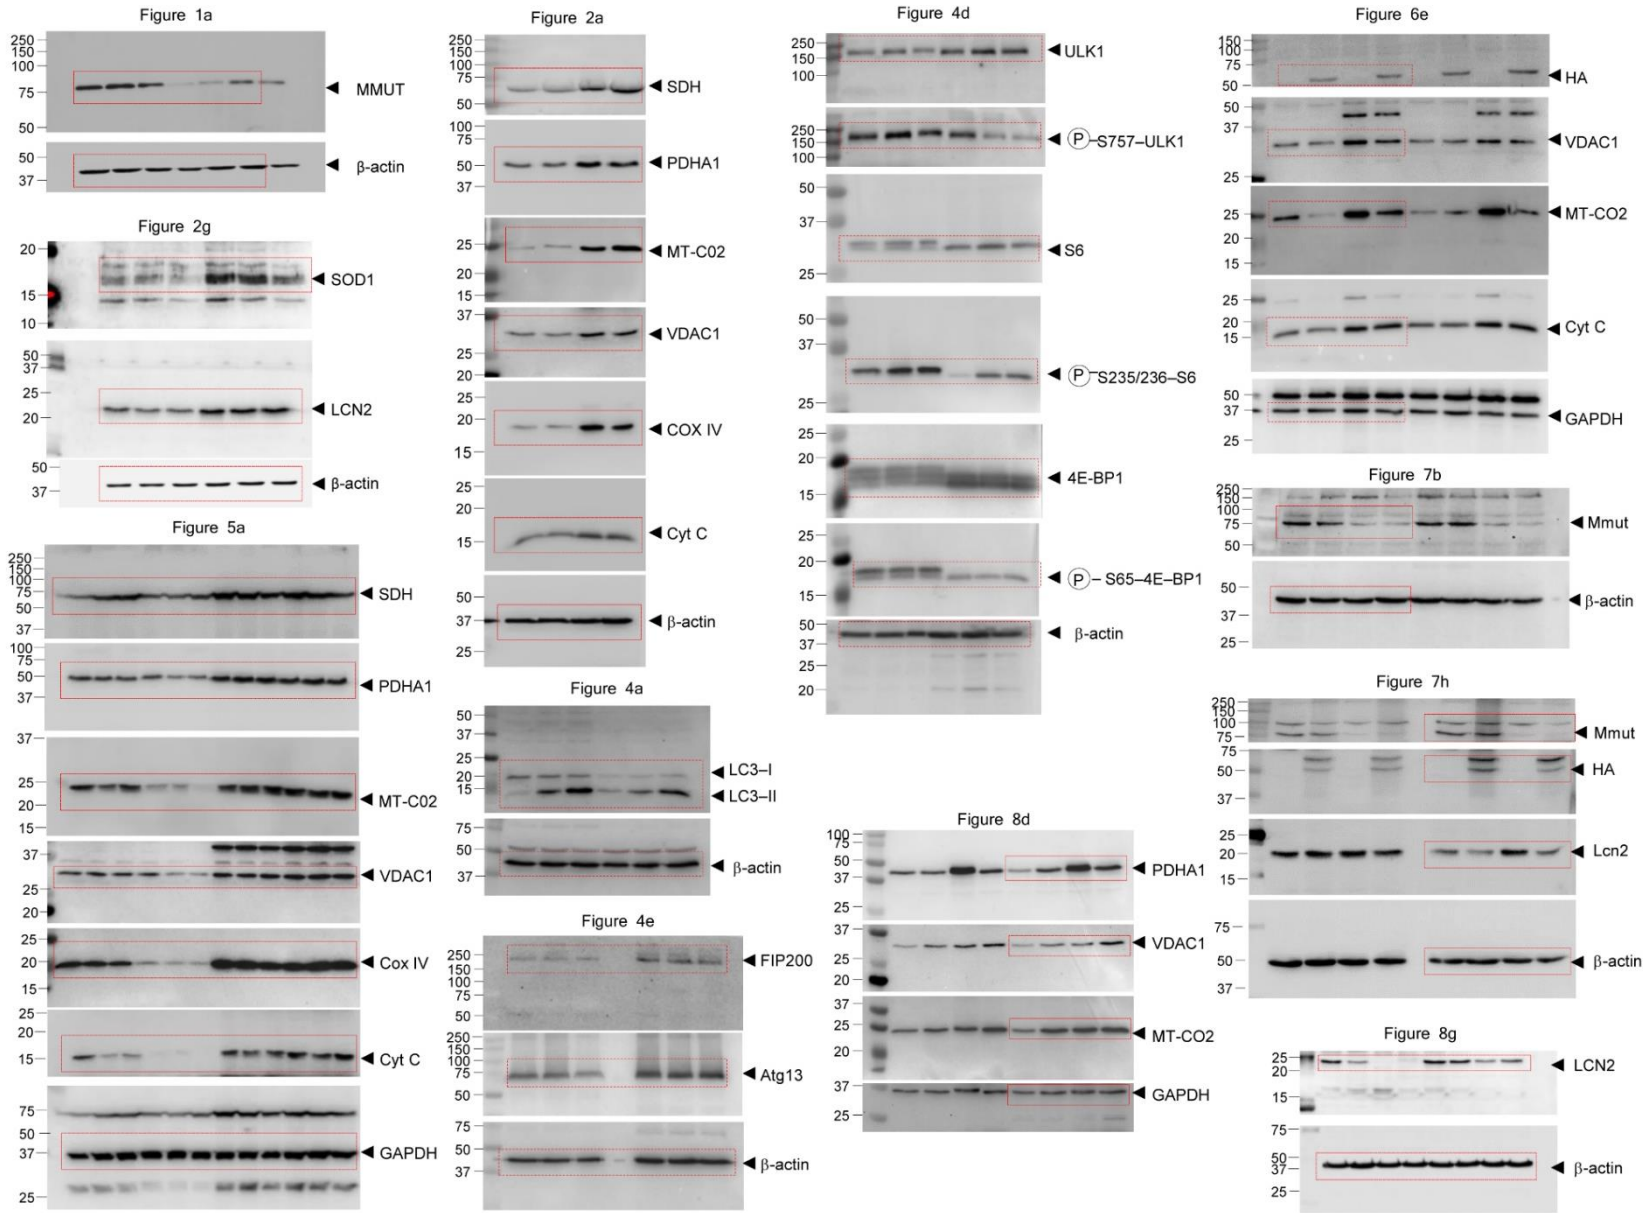 Figure 1a
250
150
100
75
50
MMUT
50
37
β-actin
Figure 2g
20
15
10
SOD1
50
37
25
20
LCN2
50
37
β-actin
Figure 5a
250
150
100
75
50
37
SDH
100
75
50
37
PDHA1
37
25
20
15
MT-C02
37
25
20
VDAC1
25
20
15
Cox IV
25
20
15
Cyt C
75
50
37
25
GAPDH
Figure 2a
250
150
100
75
50
SDH
100
75
50
37
PDHA1
25
20
15
MT-C02
37
25
20
VDAC1
20
15
COX IV
25
20
15
Cyt C
50
37
25
β-actin
Figure 4a
50
37
25
20
15
LC3–I
LC3–II
75
50
37
β-actin
Figure 4e
250
150
100
75
50
FIP200
250
150
100
75
50
Atg13
75
50
37
β-actin
Figure 4d
250
150
100
ULK1
250
150
100
P–S757–ULK1
50
37
25
S6
50
37
25
P–S235/236–S6
25
20
15
4E-BP1
25
20
15
P– S65–4E–BP1
50
37
25
20
β-actin
Figure 8d
100
75
50
37
25
PDHA1
37
25
20
VDAC1
37
25
20
MT-CO2
37
25
GAPDH
Figure 6e
150
100
75
50
HA
50
37
25
VDAC1
25
20
15
MT-CO2
25
20
15
Cyt C
50
37
25
GAPDH
Figure 7b
250
150
100
75
50
Mmut
50
37
25
β-actin
Figure 7h
250
150
100
75
Mmut
75
50
37
HA
25
20
15
Lcn2
75
50
37
β-actin
Figure 8g
25
20
15
LCN2
75
50
37
25
β-actin